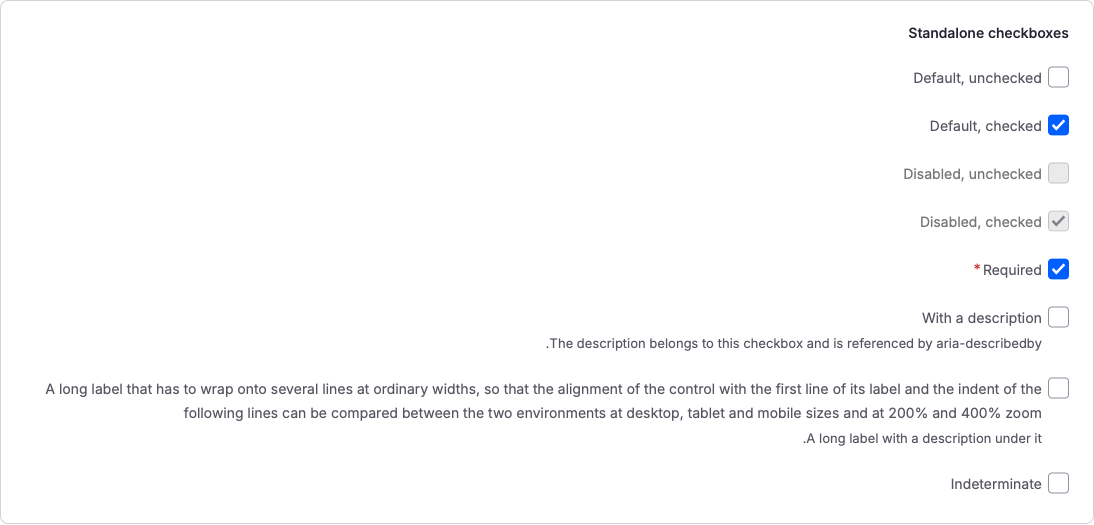 Standalone checkboxes
Default, unchecked
Default, checked
Disabled, unchecked
Disabled, checked
*Required
With a description
.The description belongs to this checkbox and is referenced by aria-describedby
A long label that has to wrap onto several lines at ordinary widths, so that the alignment of the control with the first line of its label and the indent of the
following lines can be compared between the two environments at desktop, tablet and mobile sizes and at 200% and 400% zoom
.A long label with a description under it
Indeterminate